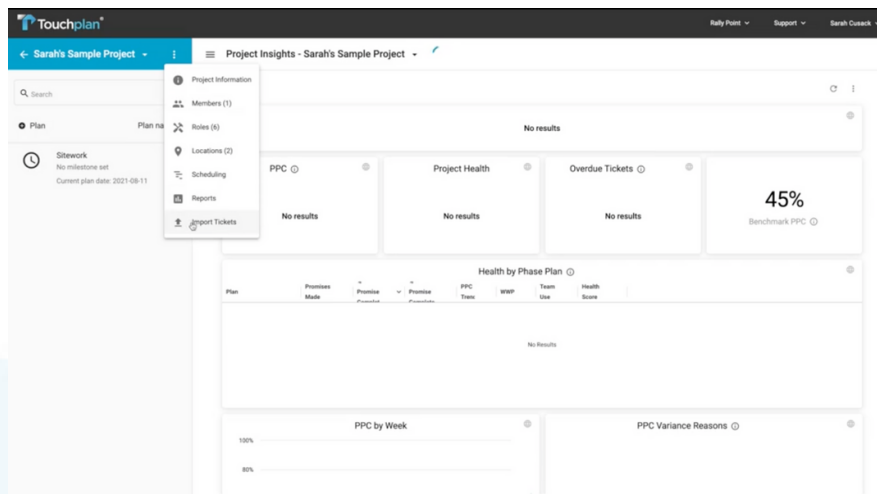 Touchplan®
Rally Point
Support
Sarah Cusack
Sarah's Sample Project
Project Insights - Sarah's Sample Project
Project Information
Members (1)
Roles (6)
Locations (2)
Scheduling
Reports
Import Tickets
Search
Plan
Plan na
Sitework
No milestone set
Current plan date: 2021-08-11
No results
PPC
No results
Project Health
No results
Overdue Tickets
No results
45%
Benchmark PPC
Health by Phase Plan
Plan
Promises
Made
Promise
Promise
PPC
WWP
Team
Use
Health
Score
No Results
PPC by Week
100%
80%
PPC Variance Reasons